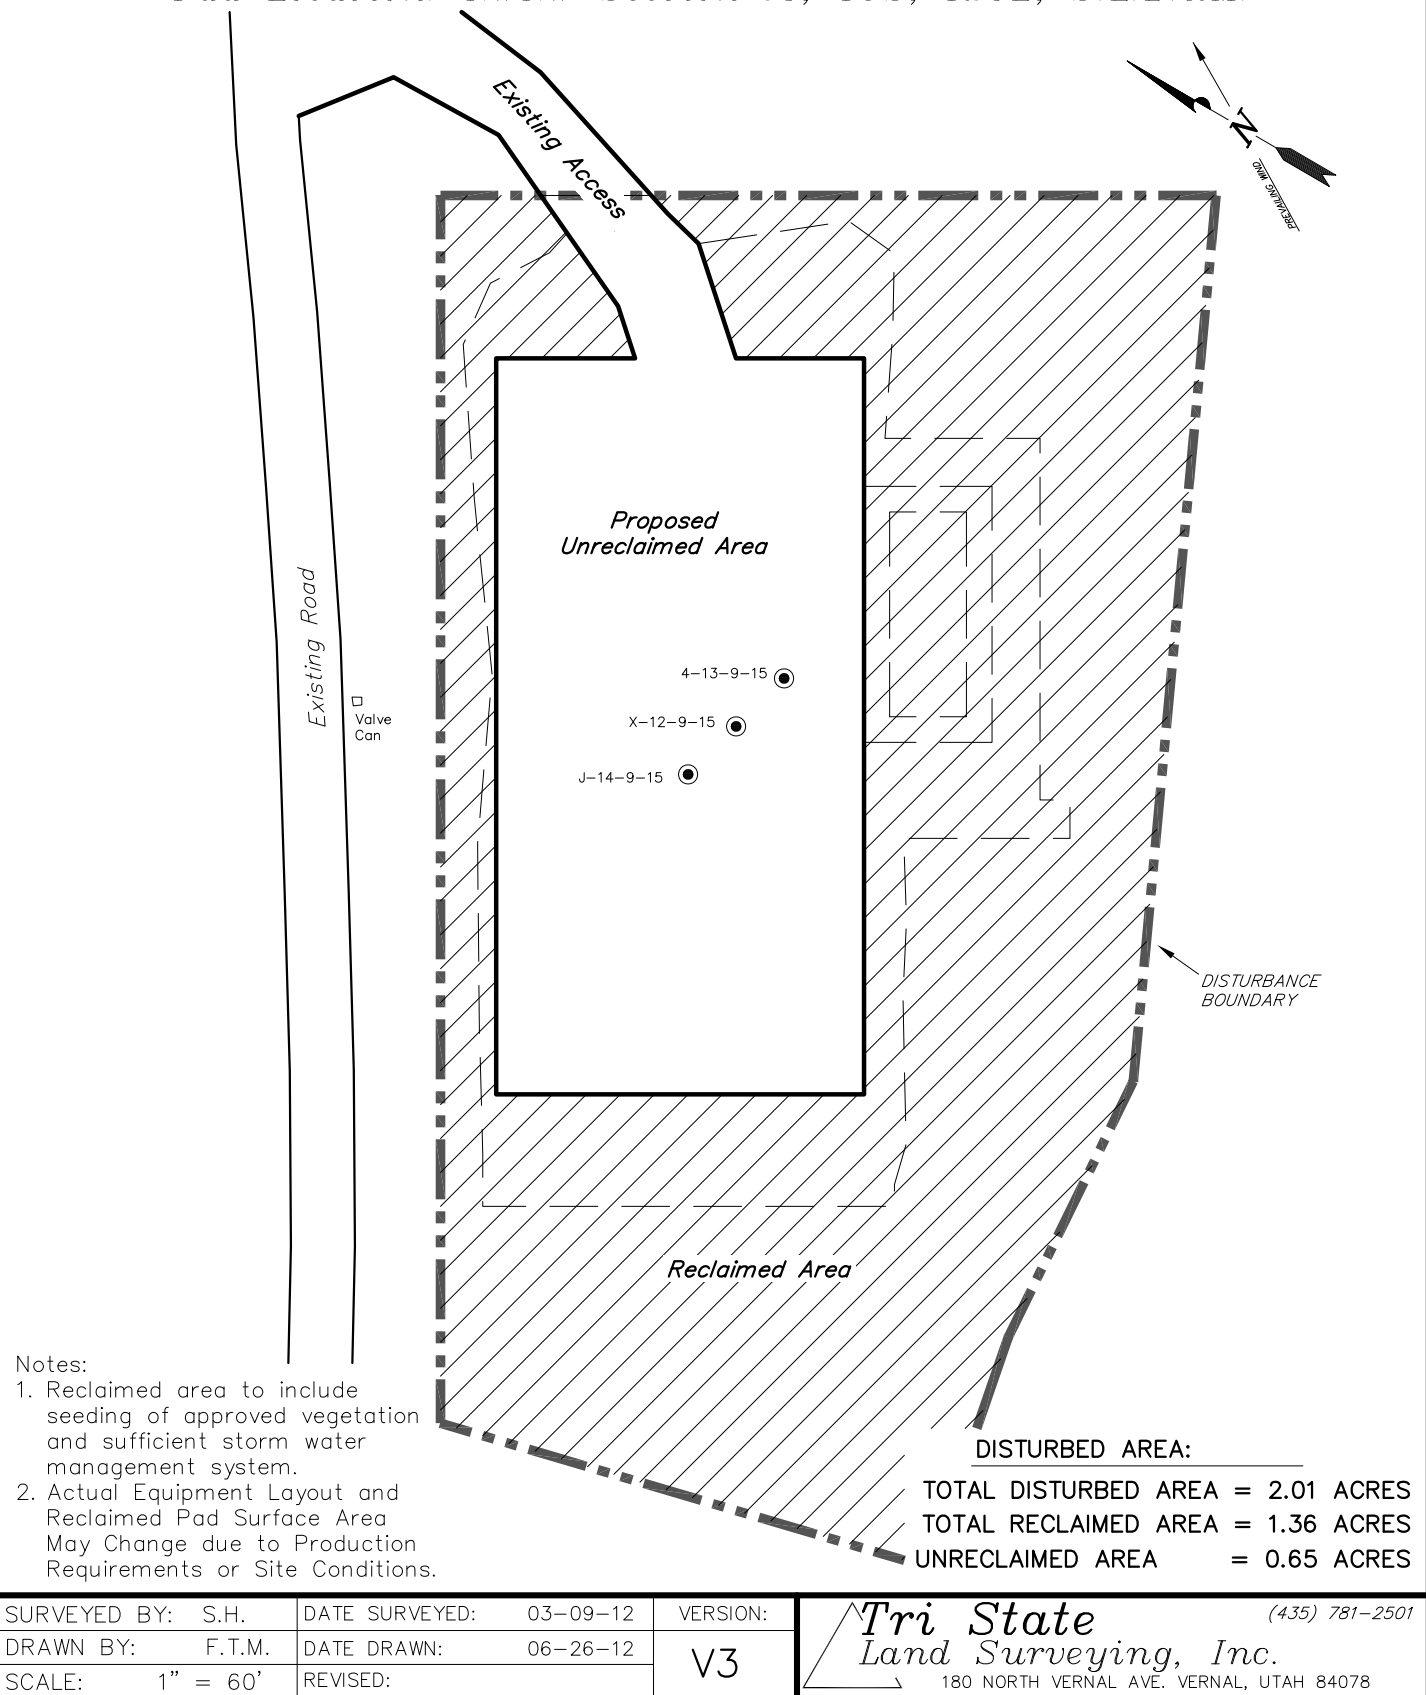 Existing Access
N
PREVAILING WIND
Proposed
Unreclaimed Area
Existing Road
4-13-9-15
X-12-9-15
J-14-9-15
Valve
Can
DISTURBANCE
BOUNDARY
Reclaimed Area
Notes:
1. Reclaimed area to include
seeding of approved vegetation
and sufficient storm water
management system.
2. Actual Equipment Layout and
Reclaimed Pad Surface Area
May Change due to Production
Requirements or Site Conditions.
DISTURBED AREA:
TOTAL DISTURBED AREA = 2.01 ACRES
TOTAL RECLAIMED AREA = 1.36 ACRES
UNRECLAIMED AREA = 0.65 ACRES
SURVEYED BY: S.H.
DATE SURVEYED: 03-09-12
VERSION:
DRAWN BY: F.T.M.
DATE DRAWN: 06-26-12
V3
SCALE: 1" = 60'
REVISED:
Tri State
(435) 781-2501
Land Surveying, Inc.
180 NORTH VERNAL AVE. VERNAL, UTAH 84078